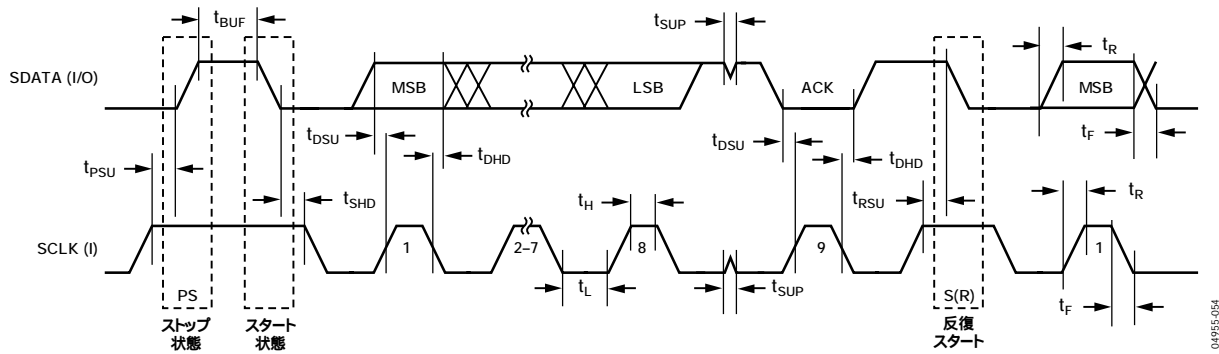 tBUF
tSUP
tR
SDATA (I/O)
MSB
LSB
ACK
MSB
tDSU
tDHD
tDSU
tDHD
tF
tPSU
tSHD
tH
tRSU
tR
SCLK (I)
1
2–7
8
9
1
PS
tL
tSUP
S(R)
tF
ストップ
状態
スタート
状態
反復
スタート
04955-054